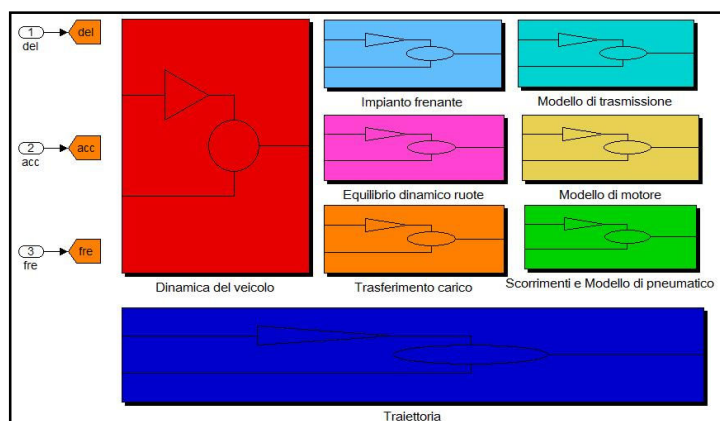 1
del
del
2
acc
acc
3
fre
fre
Dinamica del veicolo
Impianto frenante
Modello di trasmissione
Equilibrio dinamico ruote
Modello di motore
Trasferimento carico
Scorrimenti e Modello di pneumatico
Traiettoria